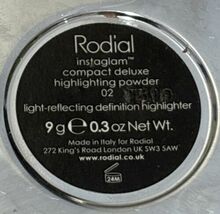 Rodial
instaglam™
compact deluxe
highlighting powder
02
light-reflecting definition highlighter
9 g ℮ 0.3 oz Net Wt.
Made in Italy for Rodial
272 King's Road London UK SW3 5AW
www.rodial.co.uk
24M